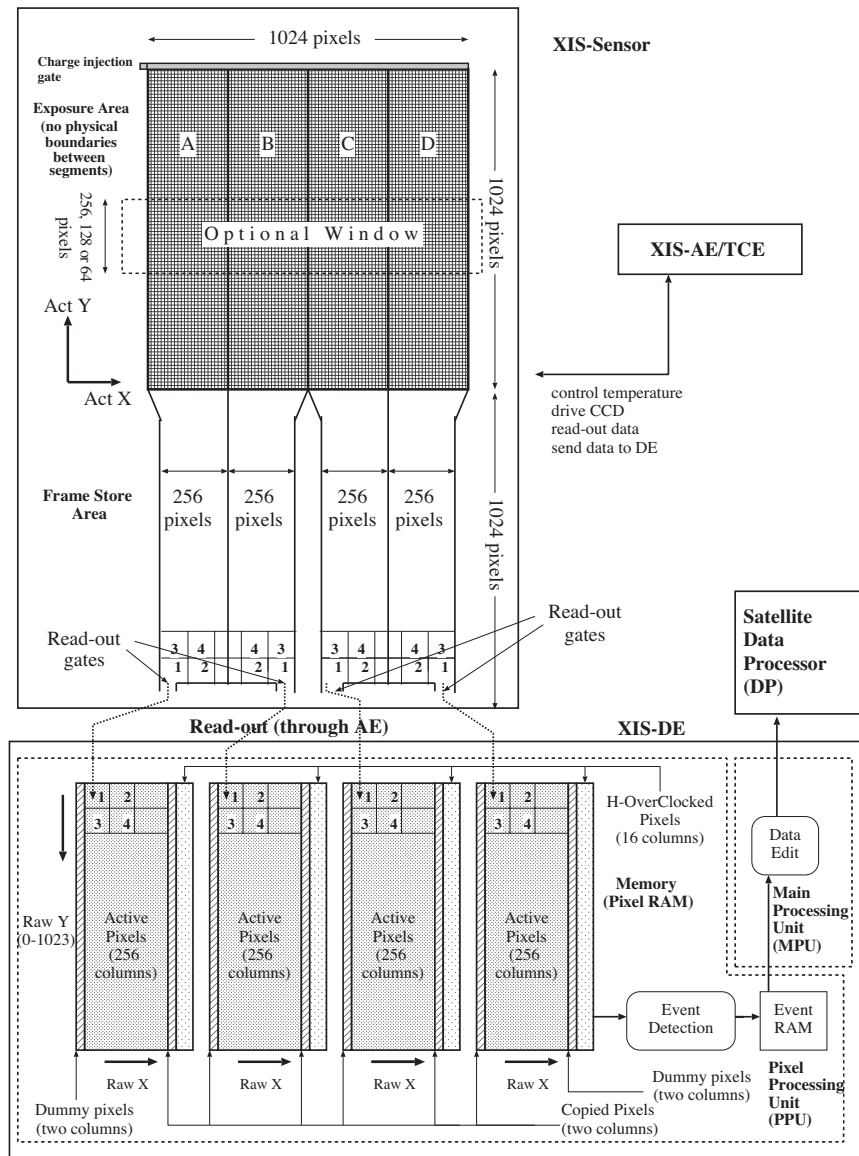 1024 pixels
XIS-Sensor
Charge injection
gate
Exposure Area
(no physical
boundaries
between
segments)
A
B
C
D
256, 128 or 64
pixels
Optional Window
1024 pixels
XIS-AE/TCE
Act Y
Act X
control temperature
drive CCD
read-out data
send data to DE
Frame Store
Area
256
pixels
256
pixels
256
pixels
256
pixels
1024 pixels
Read-out
gates
3 4 4 3
1 2 2 1
3 4 4 3
1 2 2 1
Read-out
gates
Satellite
Data
Processor
(DP)
Read-out (through AE)
XIS-DE
1 2
3 4
1 2
3 4
1 2
3 4
1 2
3 4
H-OverClocked
Pixels
(16 columns)
Data
Edit
Memory
(Pixel RAM)
Main
Processing
Unit
(MPU)
Raw Y
(0-1023)
Active
Pixels
(256
columns)
Active
Pixels
(256
columns)
Active
Pixels
(256
columns)
Active
Pixels
(256
columns)
Event
Detection
Event
RAM
Raw X
Raw X
Raw X
Raw X
Pixel
Processing
Unit
(PPU)
Dummy pixels
(two columns)
Dummy pixels
(two columns)
Copied Pixels
(two columns)